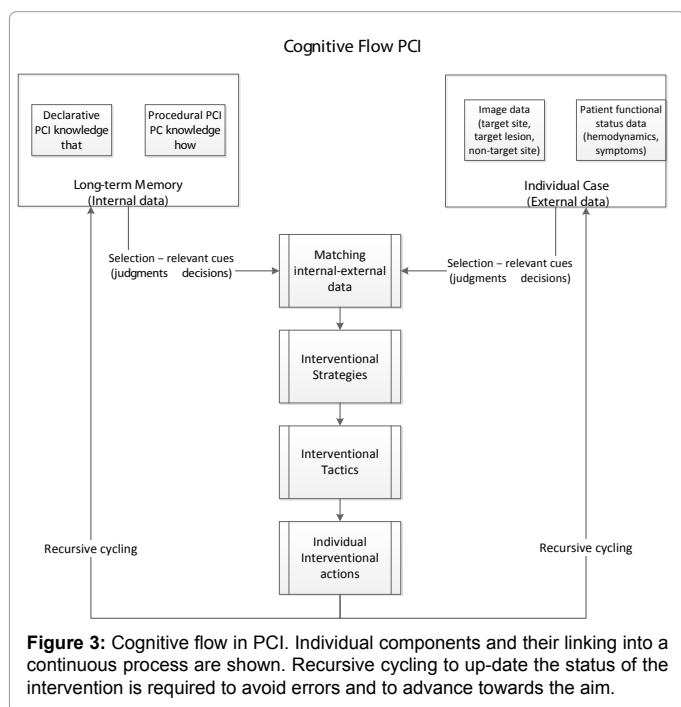 Cognitive Flow PCI
Declarative
PCI knowledge
that
Procedural PCI
PC knowledge
how
Long-term Memory
(Internal data)
Image data
(target site,
target lesion,
non-target site)
Patient functional
status data
(hemodynamics,
symptoms)
Individual Case
(External data)
Selection – relevant cues
(judgments decisions)
Matching
internal-external
data
Selection – relevant cues
(judgments decisions)
Interventional
Strategies
Interventional
Tactics
Individual
Interventional
actions
Recursive cycling
Recursive cycling
Figure 3: Cognitive flow in PCI. Individual components and their linking into a
continuous process are shown. Recursive cycling to up-date the status of the
intervention is required to avoid errors and to advance towards the aim.